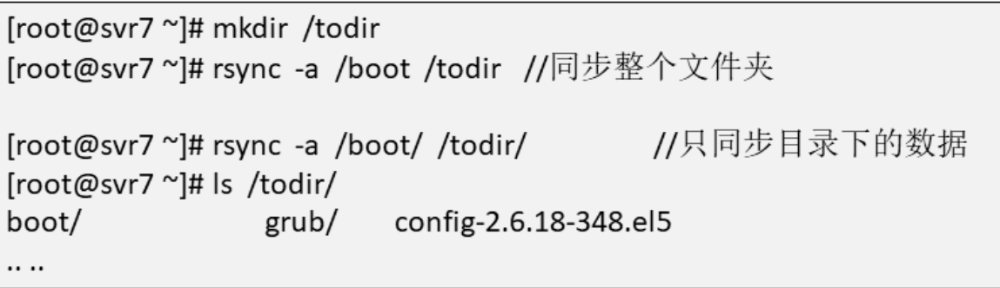 [root@svr7 ~]# mkdir /todir
[root@svr7 ~]# rsync -a /boot /todir //同步整个文件夹
[root@svr7 ~]# rsync -a /boot/ /todir/ //只同步目录下的数据
[root@svr7 ~]# ls /todir/
boot/ grub/ config-2.6.18-348.el5
.. ..